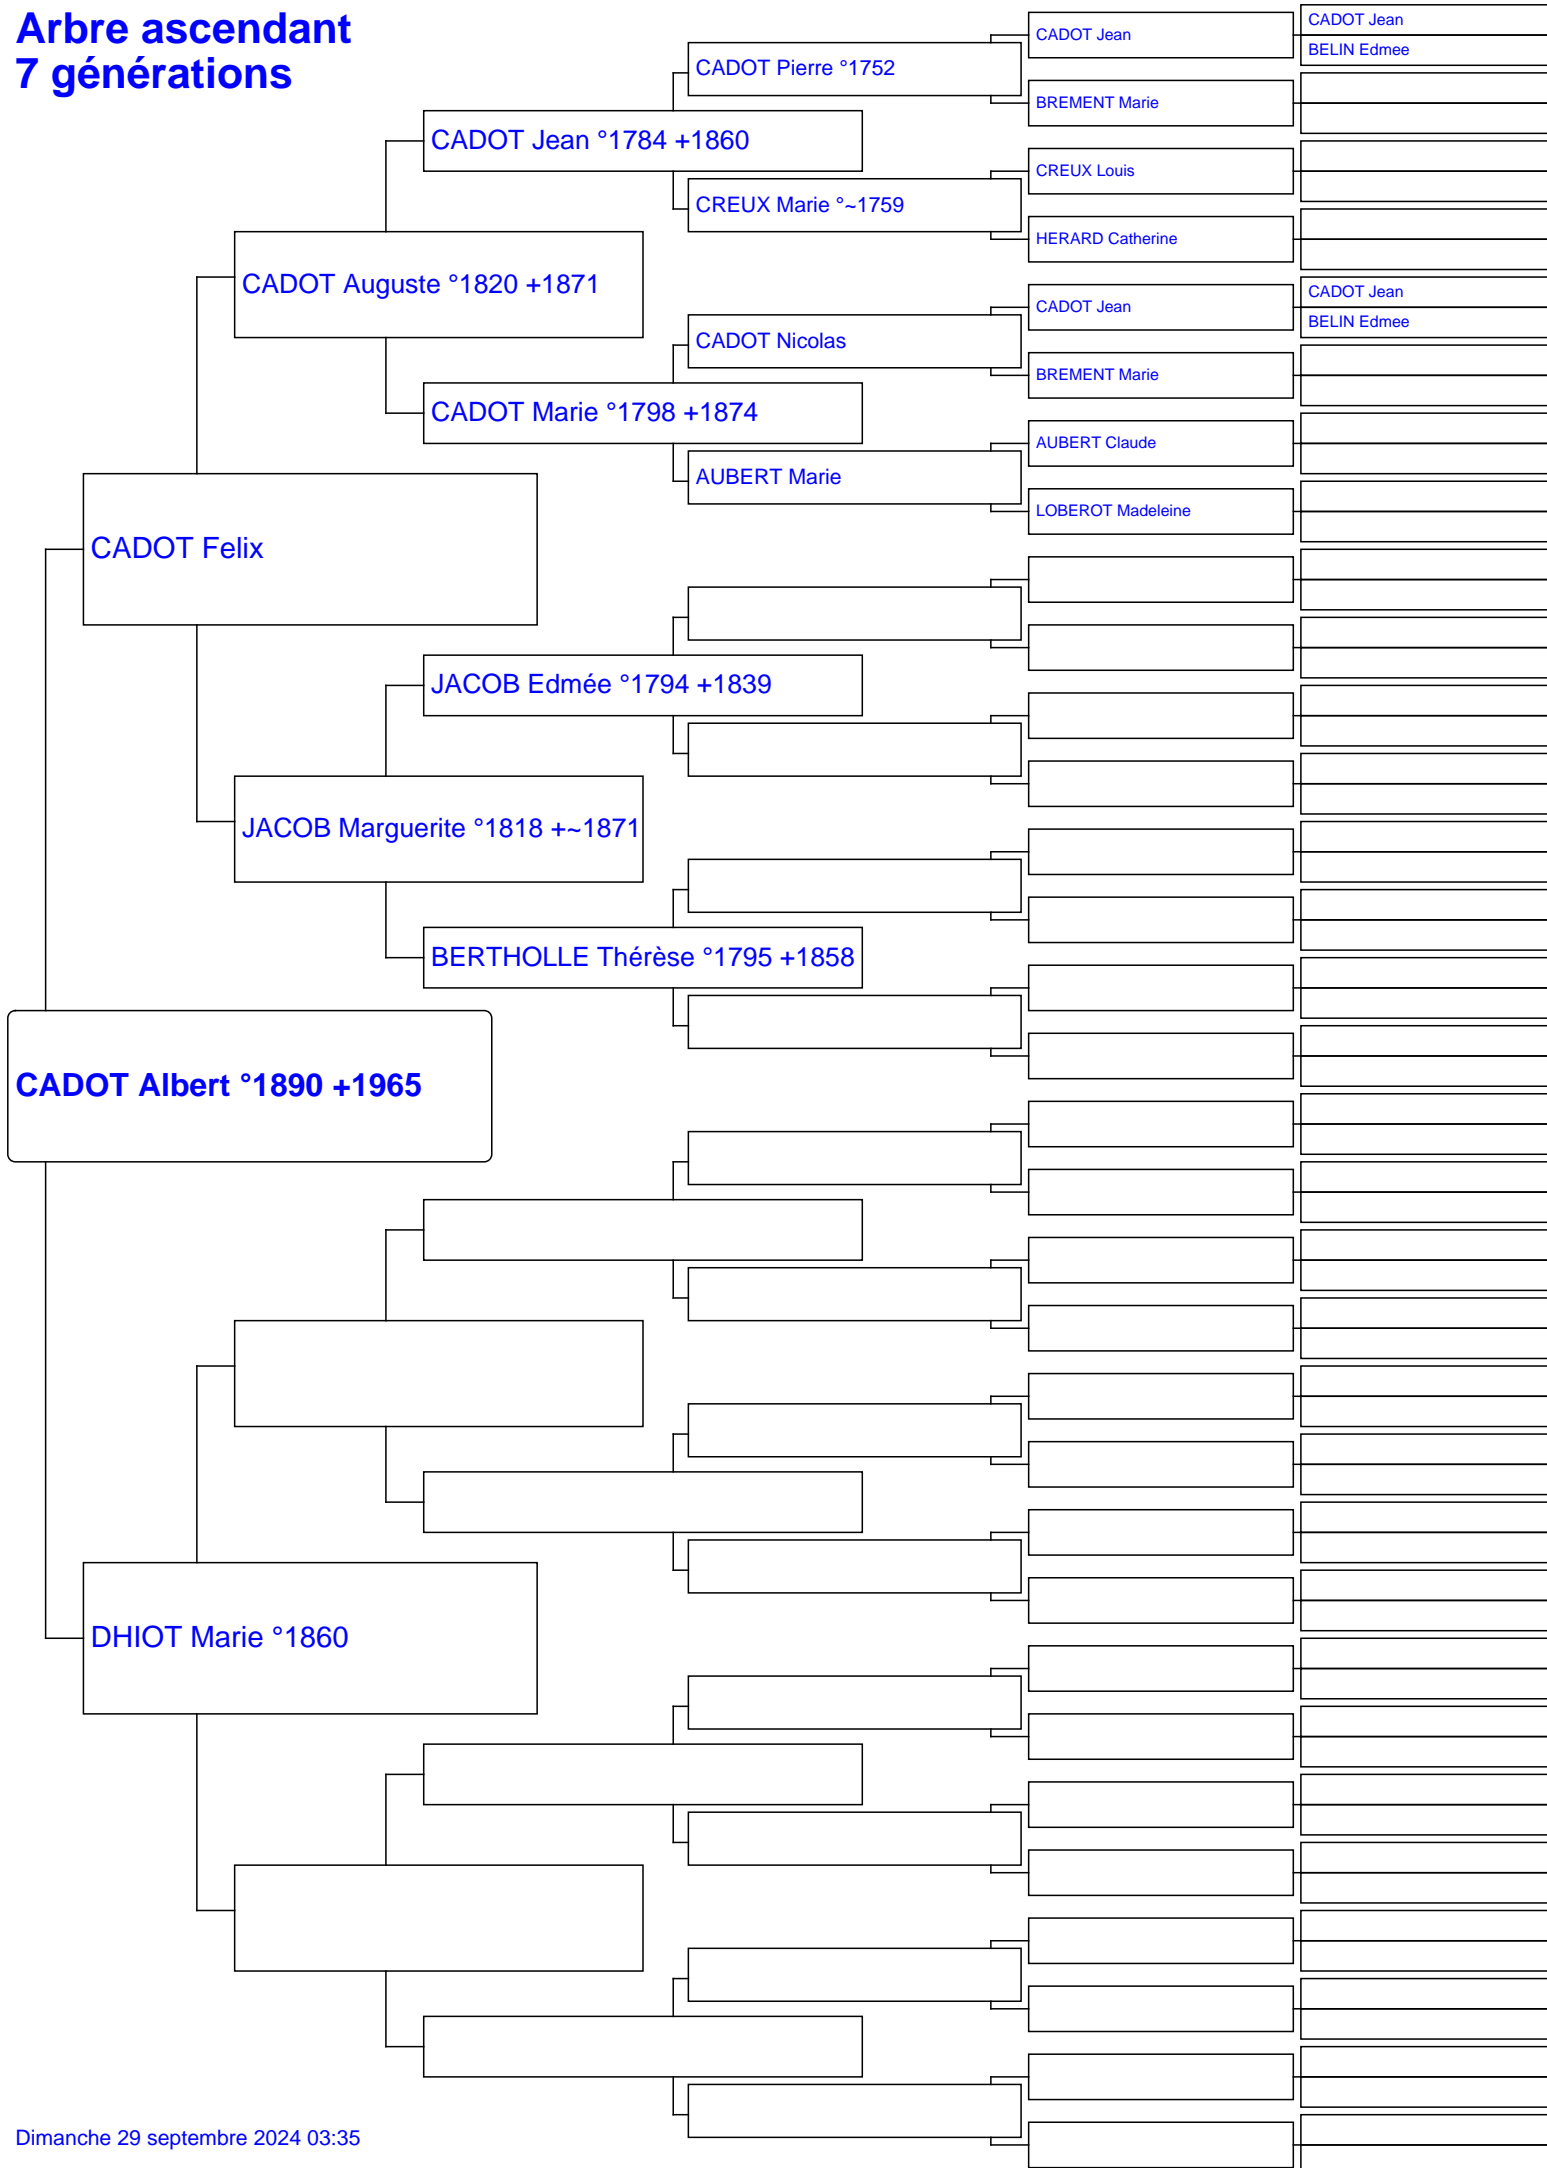 Arbre ascendant
7 générations
CADOT Jean
BELIN Edmee
CADOT Jean
CADOT Pierre °1752
BREMENT Marie
CADOT Jean °1784 +1860
CREUX Louis
CREUX Marie °~1759
HERARD Catherine
CADOT Auguste °1820 +1871
CADOT Jean
BELIN Edmee
CADOT Jean
CADOT Nicolas
BREMENT Marie
CADOT Marie °1798 +1874
AUBERT Claude
AUBERT Marie
LOBEROT Madeleine
CADOT Felix
JACOB Edmée °1794 +1839
JACOB Marguerite °1818 +~1871
BERTHOLLE Thérèse °1795 +1858
CADOT Albert °1890 +1965
DHIOT Marie °1860
Dimanche 29 septembre 2024 03:35